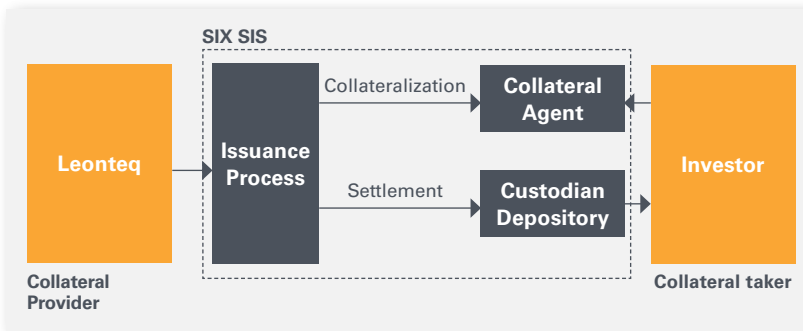 SIX SIS
Leonteq
Collateral
Provider
Issuance
Process
Collateralization
Settlement
Collateral
Agent
Custodian
Depository
Investor
Collateral taker